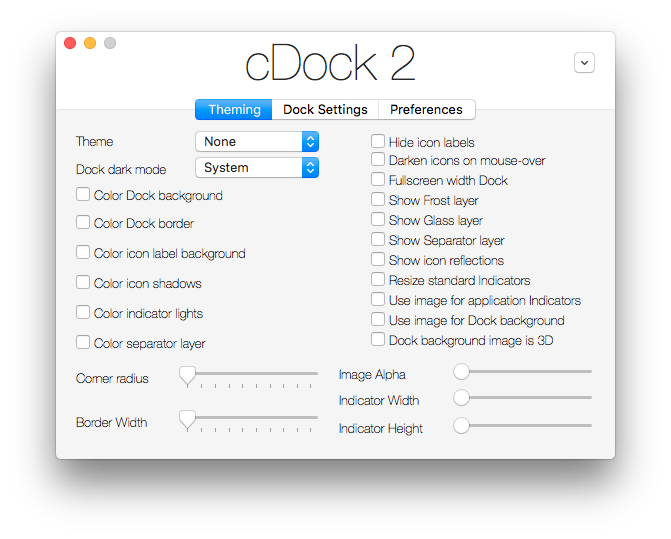 cDock 2
Theming Dock Settings Preferences
Theme None
Dock dark mode System
Color Dock background
Color Dock border
Color icon label background
Color icon shadows
Color indicator lights
Color separator layer
Hide icon labels
Darken icons on mouse-over
Fullscreen width Dock
Show Frost layer
Show Glass layer
Show Separator layer
Show icon reflections
Resize standard Indicators
Use image for application Indicators
Use image for Dock background
Dock background image is 3D
Corner radius
Border Width
Image Alpha
Indicator Width
Indicator Height